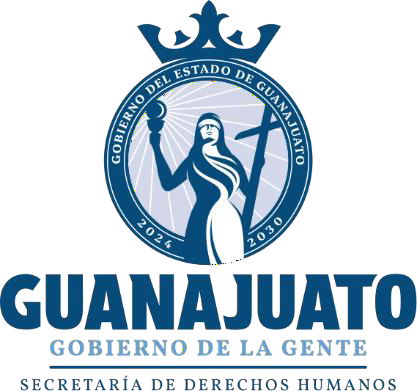 GOBIERNO DEL ESTADO DE GUANAJUATO
2024 2030
GUANAJUATO
GOBIERNO DE LA GENTE
SECRETARÍA DE DERECHOS HUMANOS